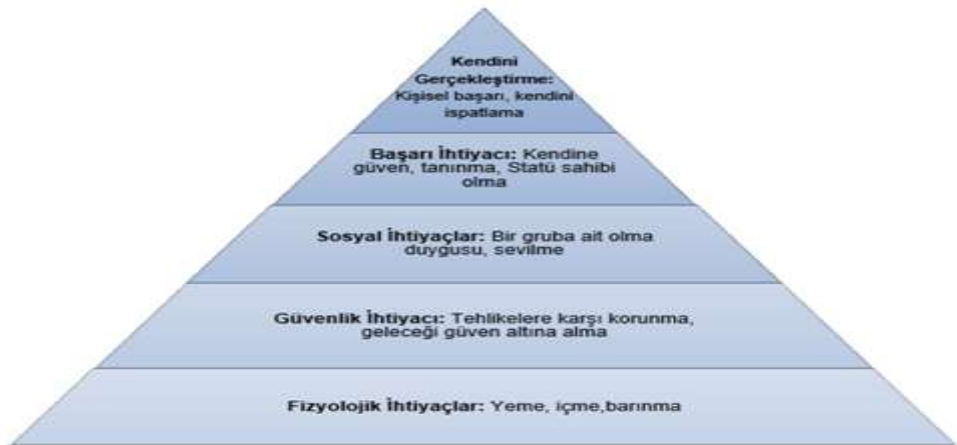 Kendini
Gerçekleştirme:
Kişisel başarı, kendini
ispatlama
Başarı İhtiyacı: Kendine
güven, tanınma, Statü sahibi
olma
Sosyal İhtiyaçlar: Bir gruba ait olma
duygusu, sevilme
Güvenlik İhtiyacı: Tehlikelere karşı korunma,
geleceği güven altına alma
Fizyolojik İhtiyaçlar: Yeme, içme,barınma